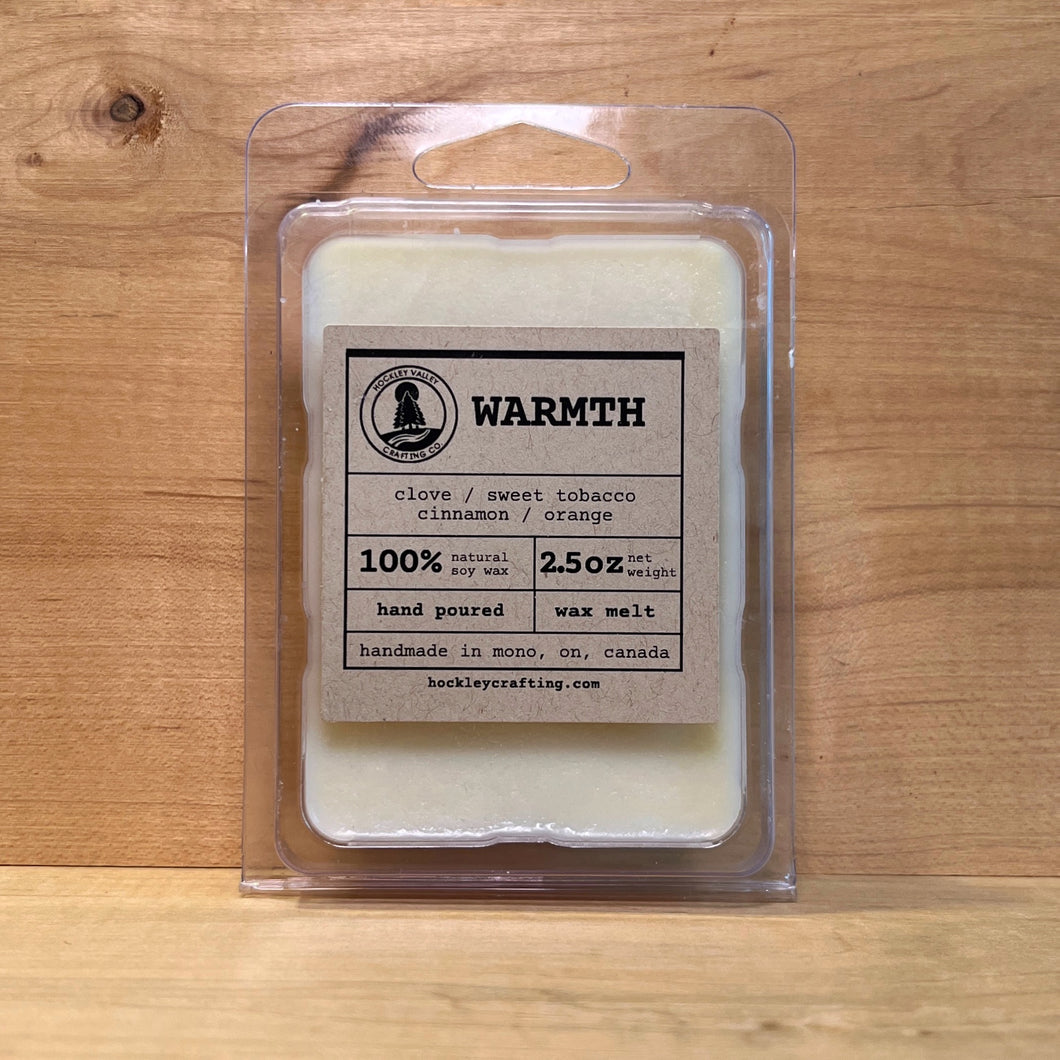 HOCKLEY VALLEY
CRAFTING CO.
WARMTH
clove / sweet tobacco
cinnamon / orange
100% natural
soy wax
2.5oz net
weight
hand poured
wax melt
handmade in mono, on, canada
hockleycrafting.com